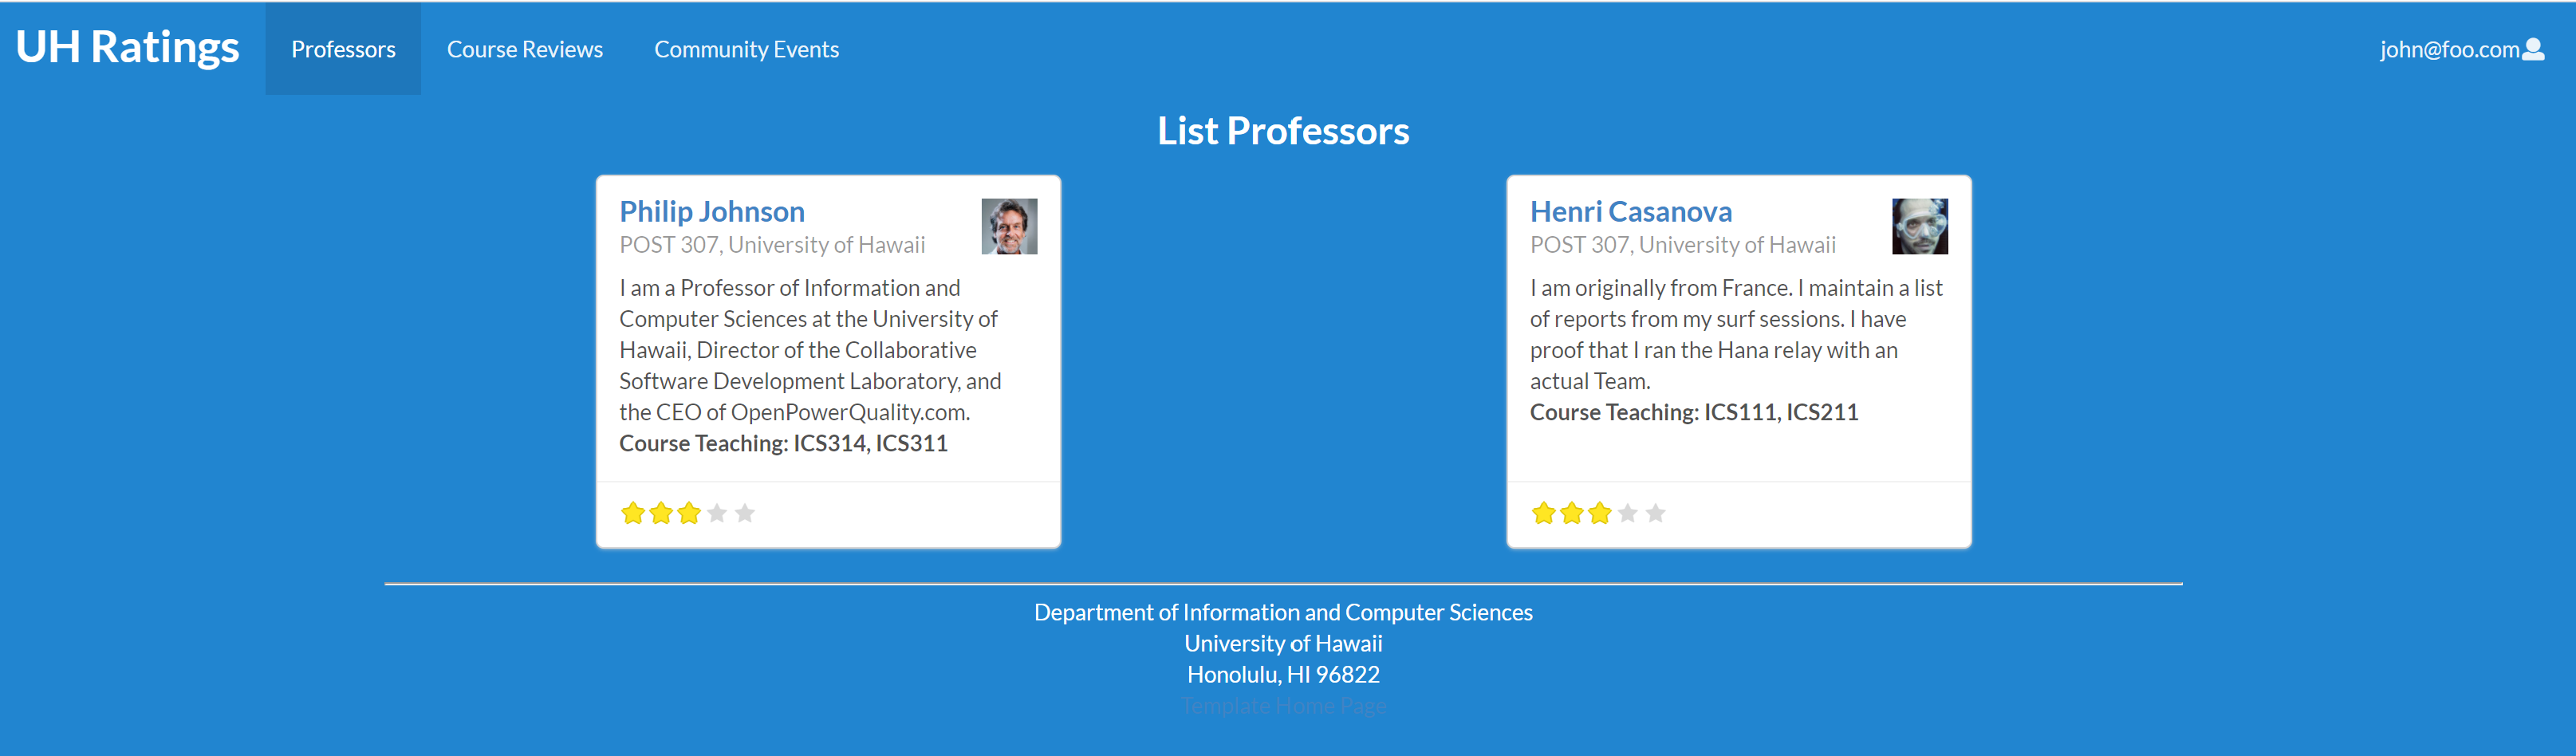 UH Ratings
Professors
Course Reviews
Community Events
john@foo.com
List Professors
Philip Johnson
POST 307, University of Hawaii
I am a Professor of Information and
Computer Sciences at the University of
Hawaii, Director of the Collaborative
Software Development Laboratory, and
the CEO of OpenPowerQuality.com.
Course Teaching: ICS314, ICS311
Henri Casanova
POST 307, University of Hawaii
I am originally from France. I maintain a list
of reports from my surf sessions. I have
proof that I ran the Hana relay with an
actual Team.
Course Teaching: ICS111, ICS211
Department of Information and Computer Sciences
University of Hawaii
Honolulu, HI 96822
Template Home Page